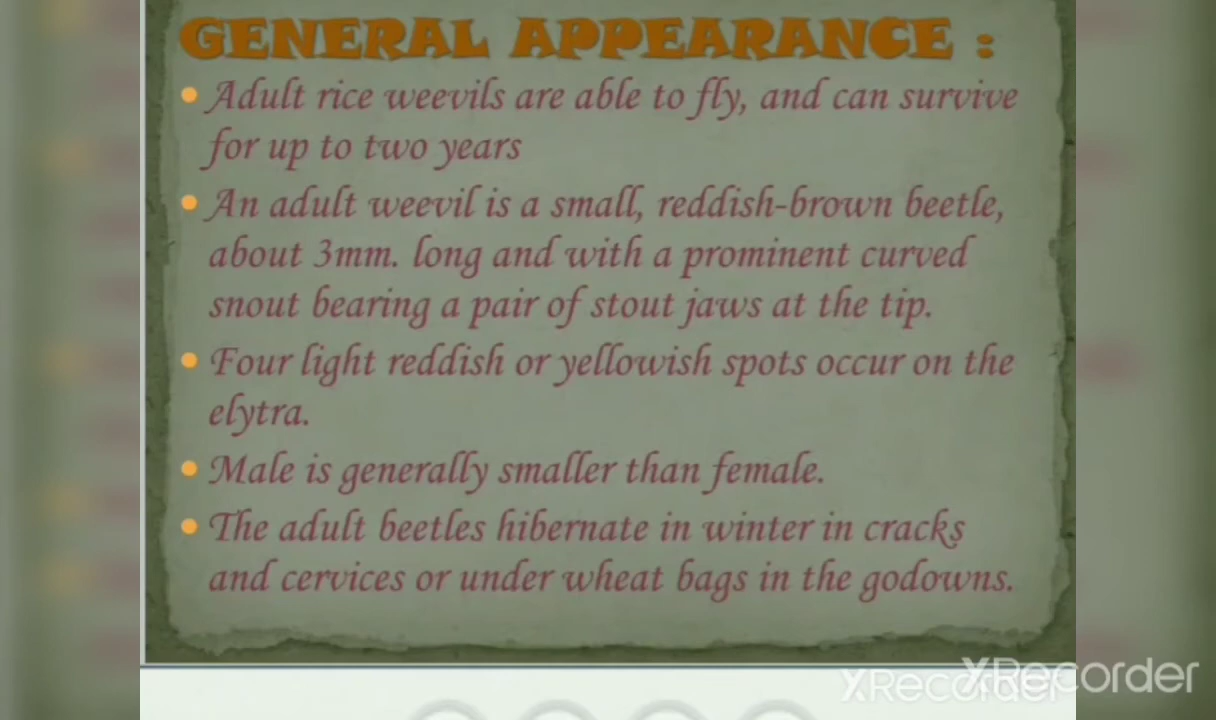 GENERAL APPEARANCE :
• Adult rice weevils are able to fly, and can survive
for up to two years
• An adult weevil is a small, reddish-brown beetle,
about 3mm. long and with a prominent curved
snout bearing a pair of stout jaws at the tip.
• Four light reddish or yellowish spots occur on the
elytra.
• Male is generally smaller than female.
• The adult beetles hibernate in winter in cracks
and cervices or under wheat bags in the godowns.
XRecorder
XRecorder